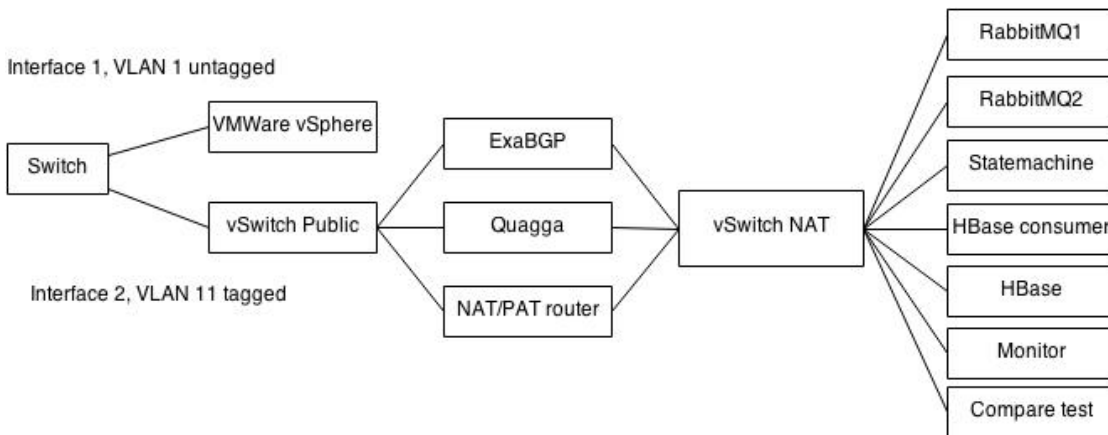 RabbitMQ1
Interface 1, VLAN 1 untagged
RabbitMQ2
VMWare vSphere
ExaBGP
Switch
Statemachine
vSwitch Public
Quagga
vSwitch NAT
HBase consumer
Interface 2, VLAN 11 tagged
HBase
NAT/PAT router
Monitor
Compare test